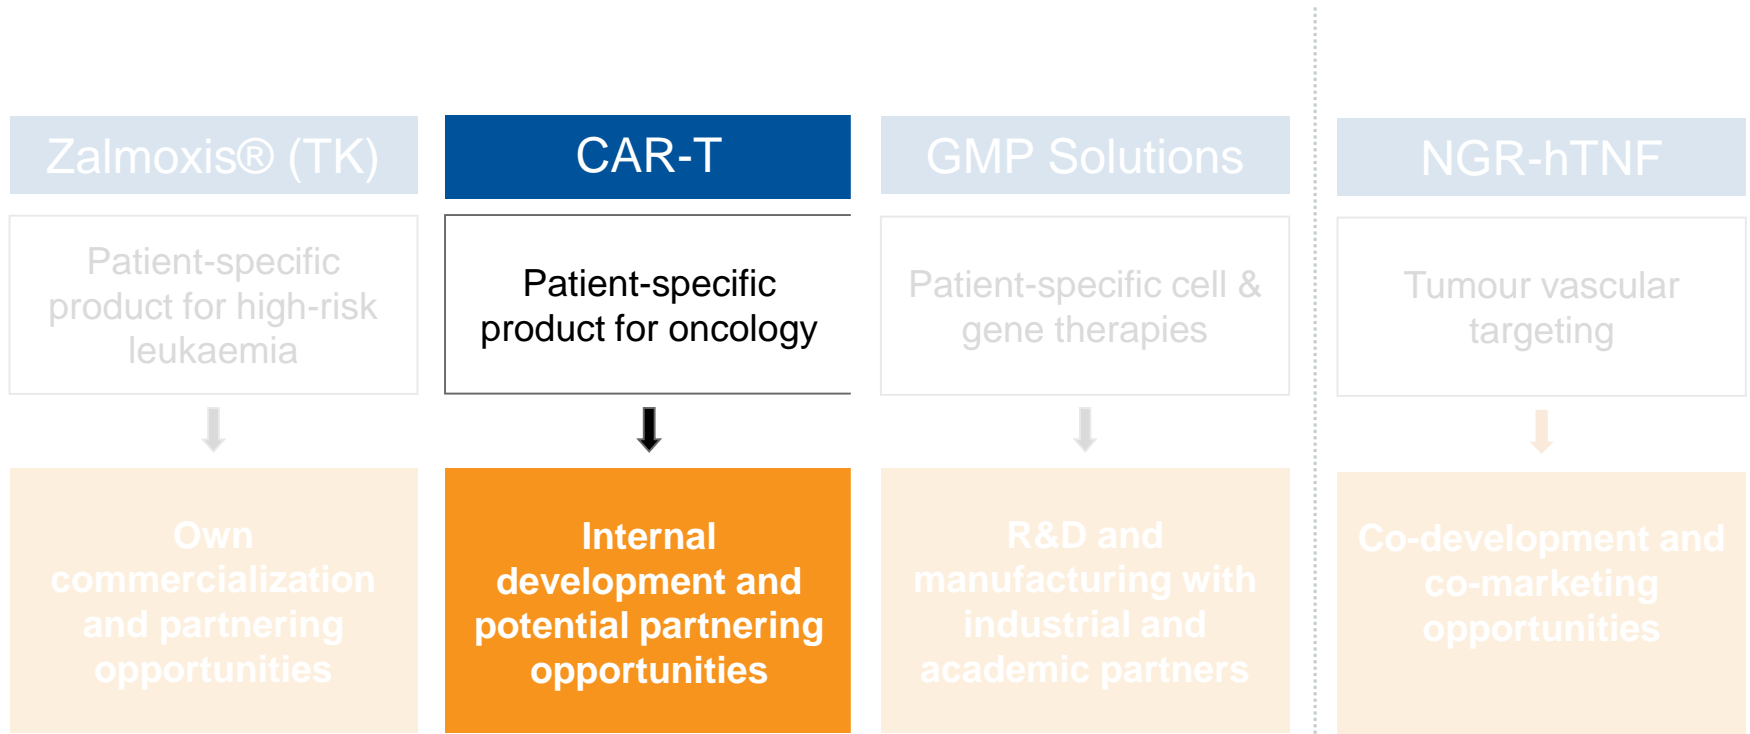 Zalmoxis® (TK)
Patient-specific
product for high-risk
leukaemia
Own
commercialization
and partnering
opportunities
CAR-T
Patient-specific
product for oncology
Internal
development and
potential partnering
opportunities
GMP Solutions
Patient-specific cell &
gene therapies
R&D and
manufacturing with
industrial and
academic partners
NGR-hTNF
Tumour vascular
targeting
Co-development and
co-marketing
opportunities